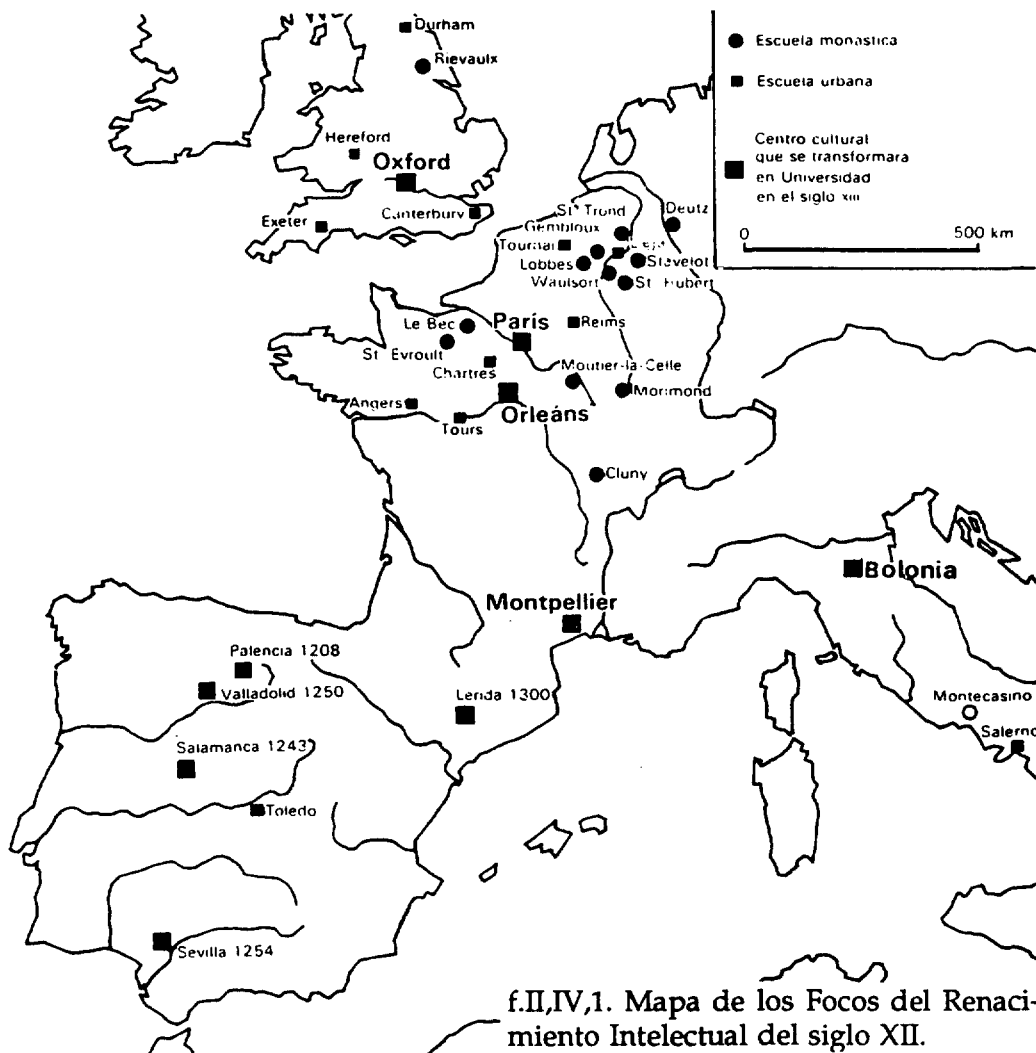 Durham
Rievaulx
Hereford
Oxford
Exeter
Canterbury
Escuela monastica
Escuela urbana
Centro cultural
que se transformara
en Universidad
en el siglo XIII
0 500 km
St. Trond
Deutz
Gembloux
Tournai
Lobbes
Stavelot
Waulsort
St. Hubert
Le Bec
París
Reims
St. Evroult
Chartres
Moutier-la-Celle
Morimond
Angers
Orleáns
Tours
Cluny
Bolonia
Montpellier
Palencia 1208
Valladolid 1250
Lerida 1300
Montecasino
Salerno
Salamanca 1243
Toledo
Sevilla 1254
f.II,IV,1. Mapa de los Focos del Renaci-
miento Intelectual del siglo XII.